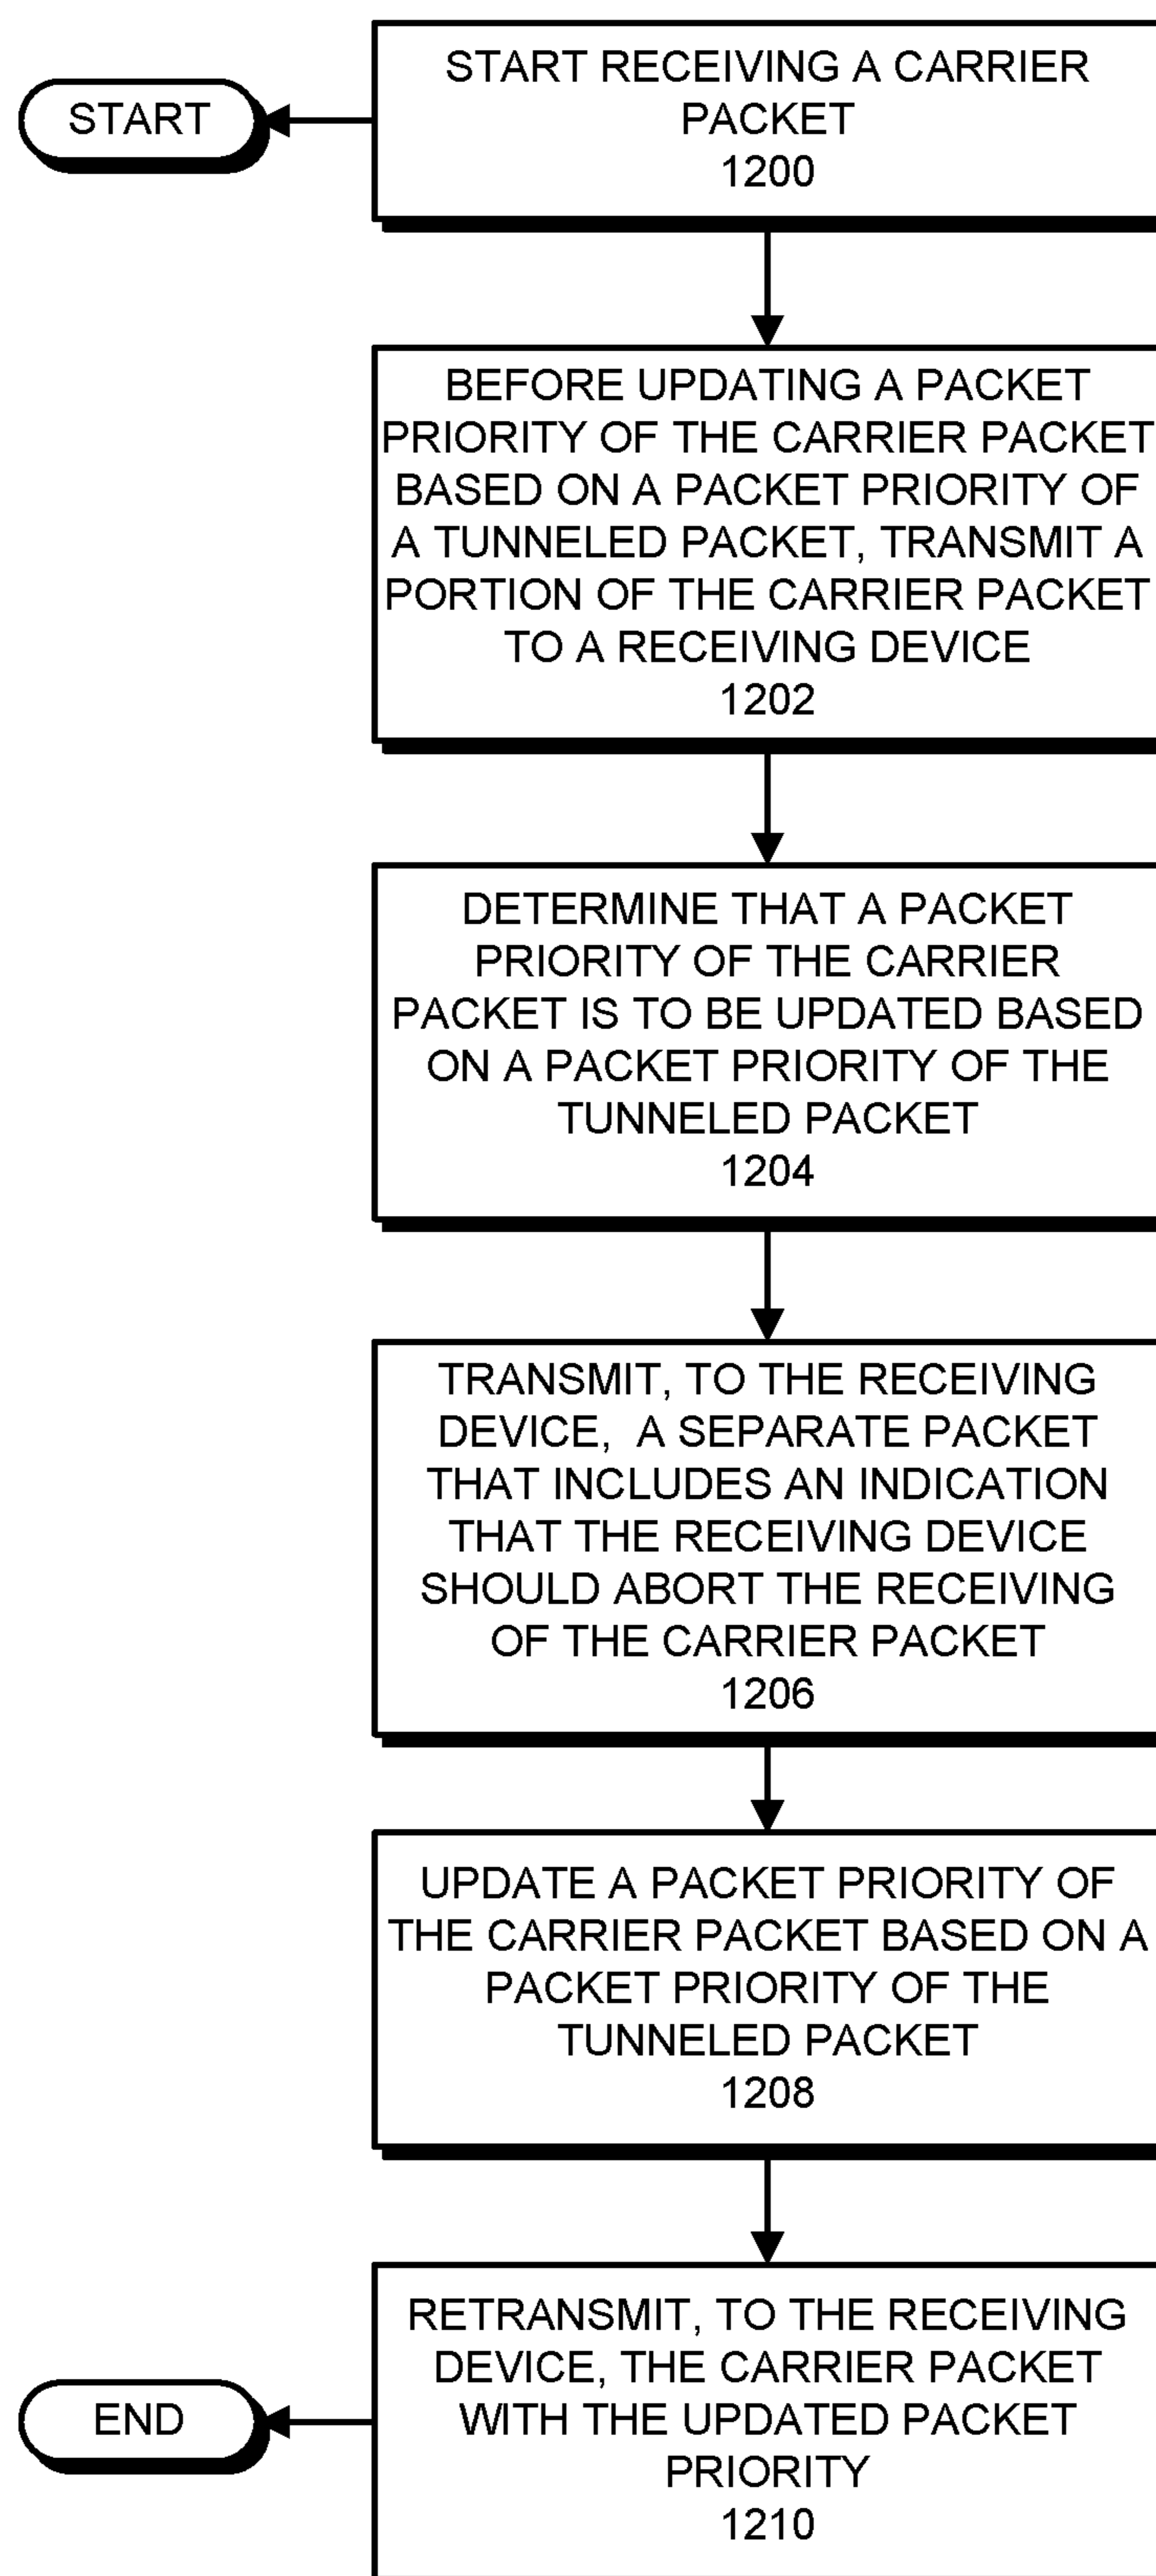 START
START RECEIVING A CARRIER
PACKET
1200
BEFORE UPDATING A PACKET
PRIORITY OF THE CARRIER PACKET
BASED ON A PACKET PRIORITY OF
A TUNNELED PACKET, TRANSMIT A
PORTION OF THE CARRIER PACKET
TO A RECEIVING DEVICE
1202
DETERMINE THAT A PACKET
PRIORITY OF THE CARRIER
PACKET IS TO BE UPDATED BASED
ON A PACKET PRIORITY OF THE
TUNNELED PACKET
1204
TRANSMIT, TO THE RECEIVING
DEVICE, A SEPARATE PACKET
THAT INCLUDES AN INDICATION
THAT THE RECEIVING DEVICE
SHOULD ABORT THE RECEIVING
OF THE CARRIER PACKET
1206
UPDATE A PACKET PRIORITY OF
THE CARRIER PACKET BASED ON A
PACKET PRIORITY OF THE
TUNNELED PACKET
1208
RETRANSMIT, TO THE RECEIVING
DEVICE, THE CARRIER PACKET
WITH THE UPDATED PACKET
PRIORITY
1210
END